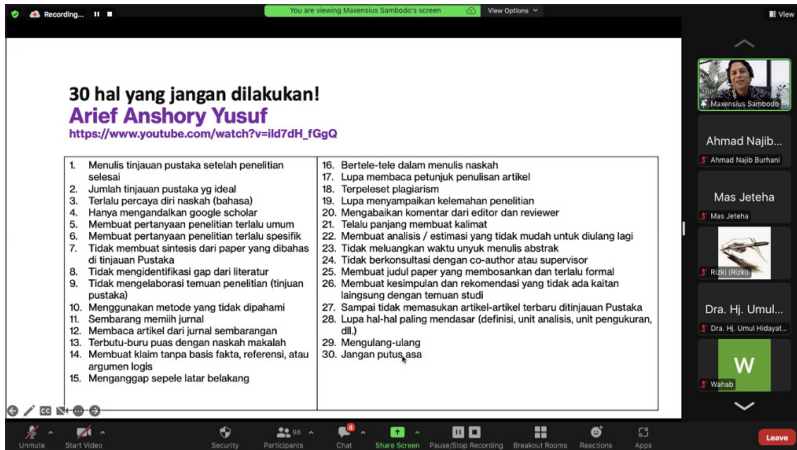 Recording...
You are viewing Maxensius Sambodo's screen
View Options
View
30 hal yang jangan dilakukan!
Arief Anshory Yusuf
https://www.youtube.com/watch?v=ild7dH_fGgQ
1. Menulis tinjauan pustaka setelah penelitian
selesai
2. Jumlah tinjauan pustaka yg ideal
3. Terlalu percaya diri naskah (bahasa)
4. Hanya mengandalkan google scholar
5. Membuat pertanyaan penelitian terlalu umum
6. Membuat pertanyaan penelitian terlalu spesifik
7. Tidak membuat sintesis dari paper yang dibahas
di tinjauan Pustaka
8. Tidak mengidentifikasi gap dari literatur
9. Tidak mengelaborasi temuan penelitian (tinjuan
pustaka)
10. Menggunakan metode yang tidak dipahami
11. Sembarang memiih jurnal
12. Membaca artikel dari jurnal sembarangan
13. Terbutu-buru puas dengan naskah makalah
14. Membuat klaim tanpa basis fakta, referensi, atau
argumen logis
15. Menganggap sepele latar belakang
16. Bertele-tele dalam menulis naskah
17. Lupa membaca petunjuk penulisan artikel
18. Terpeleset plagiarism
19. Lupa menyampaikan kelemahan penelitian
20. Mengabaikan komentar dari editor dan reviewer
21. Telalu panjang membuat kalimat
22. Membuat analisis / estimasi yang tidak mudah untuk diulang lagi
23. Tidak meluangkan waktu unyuk menulis abstrak
24. Tidak berkonsultasi dengan co-author atau supervisor
25. Membuat judul paper yang membosankan dan terlalu formal
26. Membuat kesimpulan dan rekomendasi yang tidak ada kaitan
laingsung dengan temuan studi
27. Sampai tidak memasukan artikel-artikel terbaru ditinjauan Pustaka
28. Lupa hal-hal paling mendasar (definisi, unit analisis, unit pengukuran,
dll.)
29. Mengulang-ulang
30. Jangan putus asa
Maxensius Sambodo
Ahmad Najib...
Ahmad Najib Burhani
Mas Jeteha
Mas Jeteha
Rizki (Rizki)
Dra. Hj. Umul...
Dra. Hj. Umul Hidayat...
W
Wahab
Unmute
Start Video
Security
Participants
96
Chat
4
Share Screen
Pause/Stop Recording
Breakout Rooms
Reactions
Apps
Leave